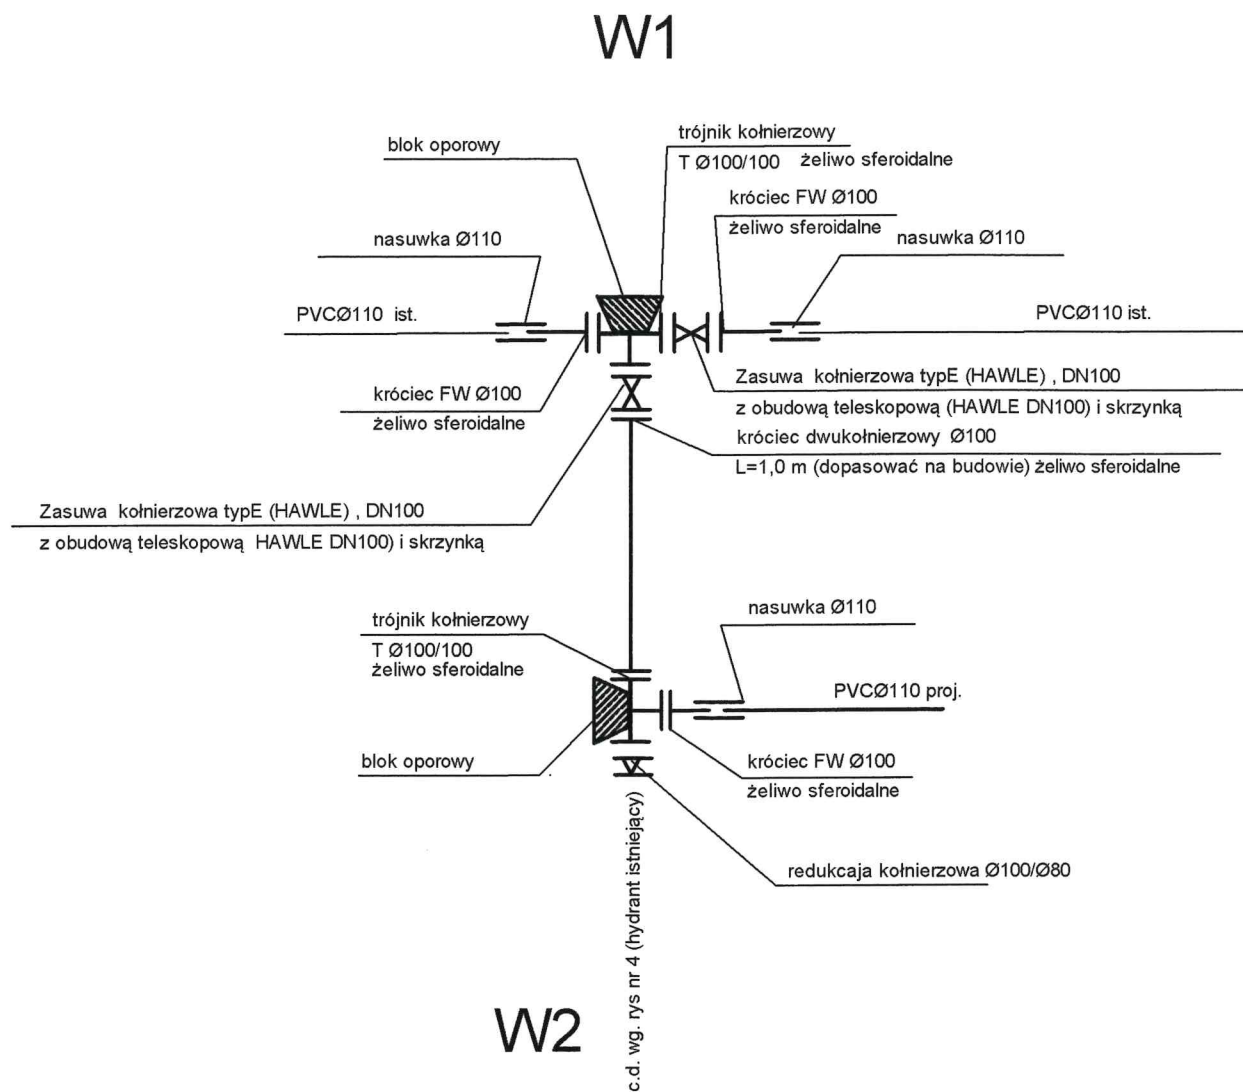 W1
blok oporowy
trójnik kołnierzowy
T Ø100/100 żeliwo sferoidalne
króciec FW Ø100
żeliwo sferoidalne
nasuwka Ø110
nasuwka Ø110
PVCØ110 ist.
PVCØ110 ist.
króciec FW Ø100
żeliwo sferoidalne
Zasuwa kołnierzowa typE (HAWLE) , DN100
z obudową teleskopową (HAWLE DN100) i skrzynką
króciec dwukołnierzowy Ø100
L=1,0 m (dopasować na budowie) żeliwo sferoidalne
Zasuwa kołnierzowa typE (HAWLE) , DN100
z obudową teleskopową HAWLE DN100) i skrzynką
trójnik kołnierzowy
T Ø100/100
żeliwo sferoidalne
nasuwka Ø110
PVCØ110 proj.
blok oporowy
króciec FW Ø100
żeliwo sferoidalne
redukcaja kołnierzowa Ø100/Ø80
c.d. wg. rys nr 4 (hydrant istniejący)
W2